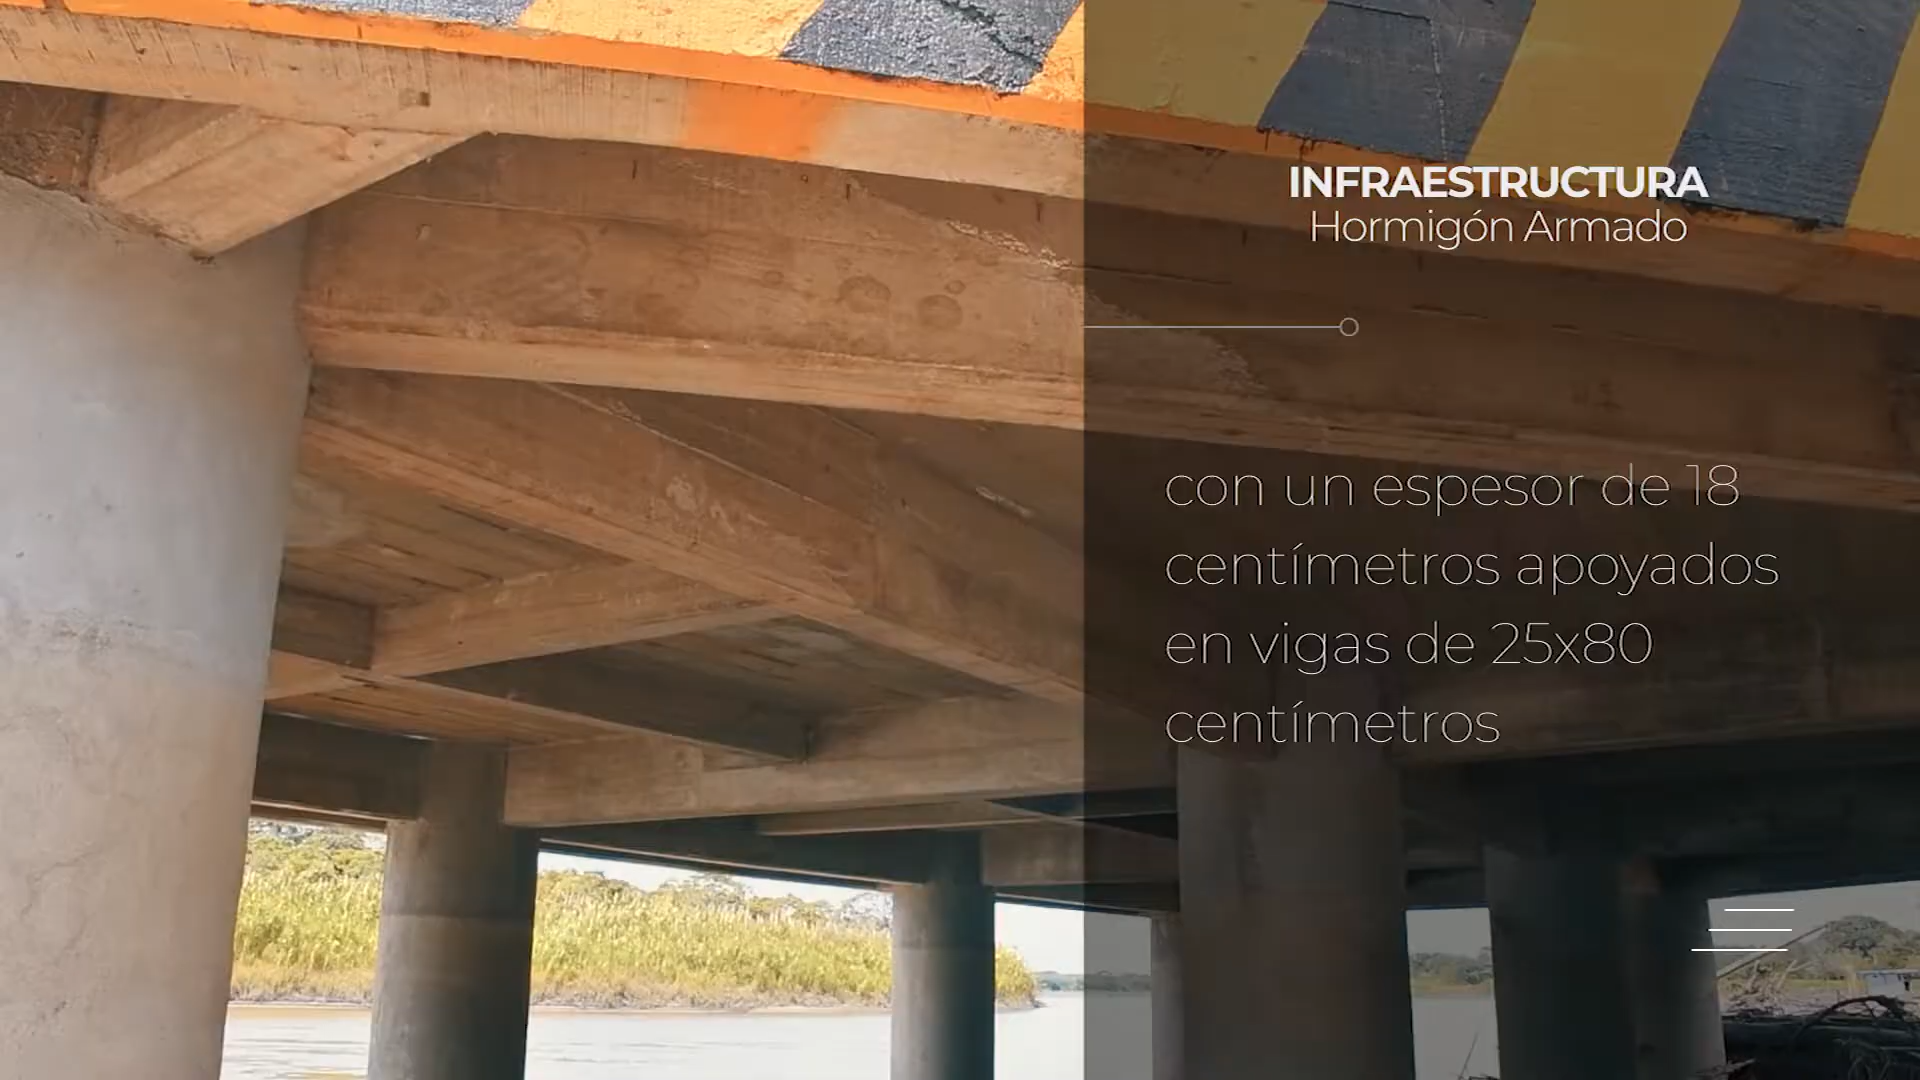 INFRAESTRUCTURA
Hormigón Armado
con un espesor de 18
centímetros apoyados
en vigas de 25x80
centímetros